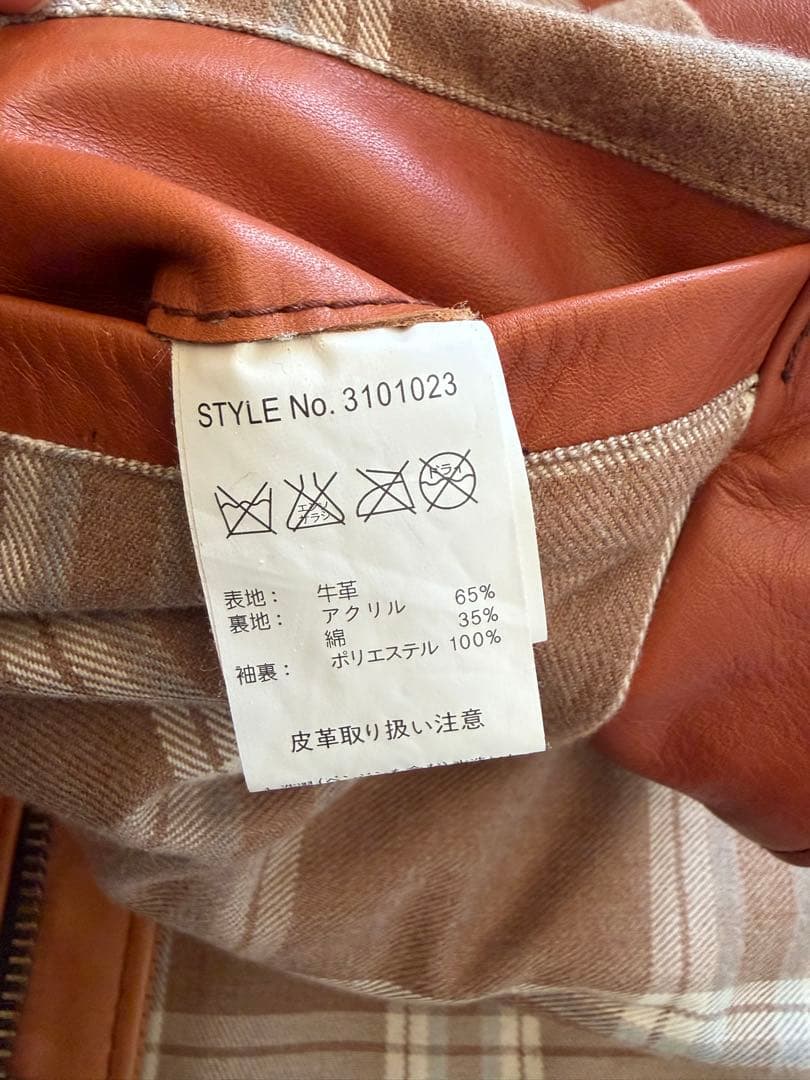 STYLE No. 3101023
エンソ
サラシ
ドライ
表地： 牛革
裏地： アクリル 65%
綿 35%
袖裏： ポリエステル 100%
皮革取り扱い注意